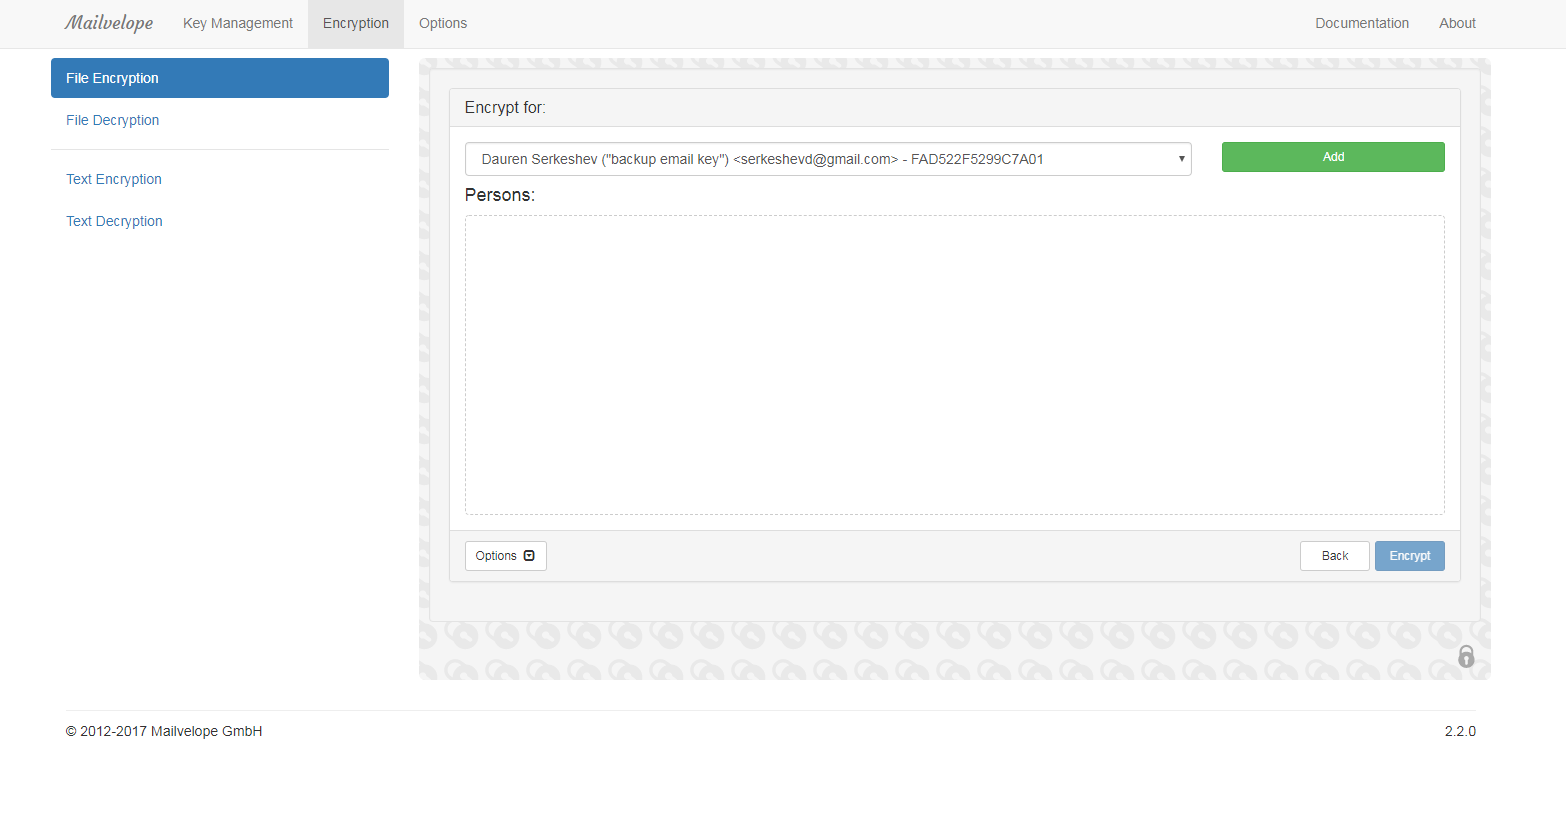 Mailvelope Key Management Encryption Options Documentation About
File Encryption
File Decryption
Text Encryption
Text Decryption
Encrypt for:
Dauren Serkeshev ("backup email key") <serkeshevd@gmail.com> - FAD522F5299C7A01
Add
Persons:
Options
Back
Encrypt
© 2012-2017 Mailvelope GmbH
2.2.0